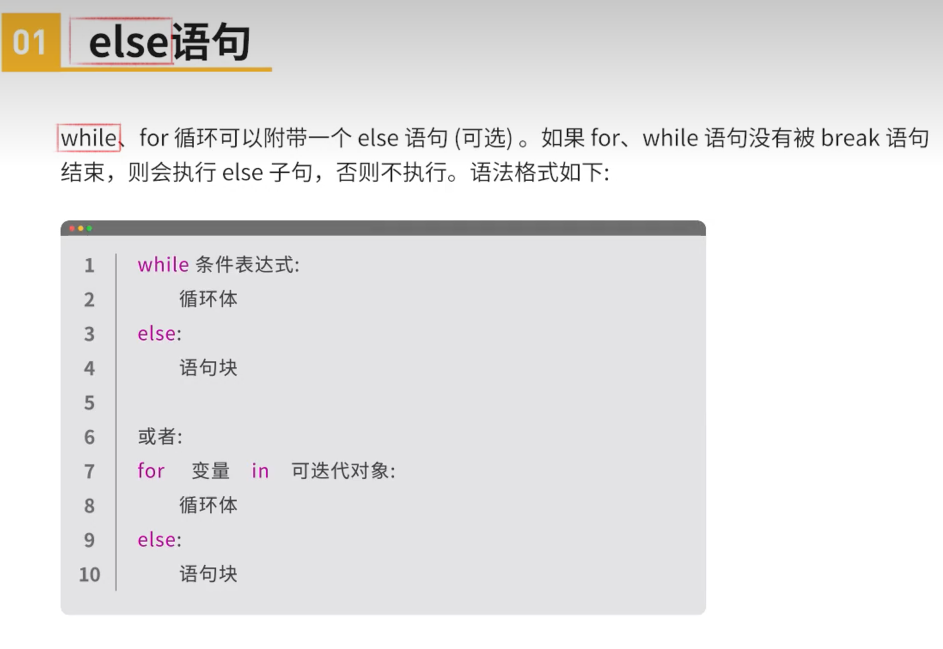 01 else语句
while、for 循环可以附带一个 else 语句 (可选) 。如果 for、while 语句没有被 break 语句
结束，则会执行 else 子句，否则不执行。语法格式如下:
1 while 条件表达式:
2 循环体
3 else:
4 语句块
5
6 或者:
7 for 变量 in 可迭代对象:
8 循环体
9 else:
10 语句块